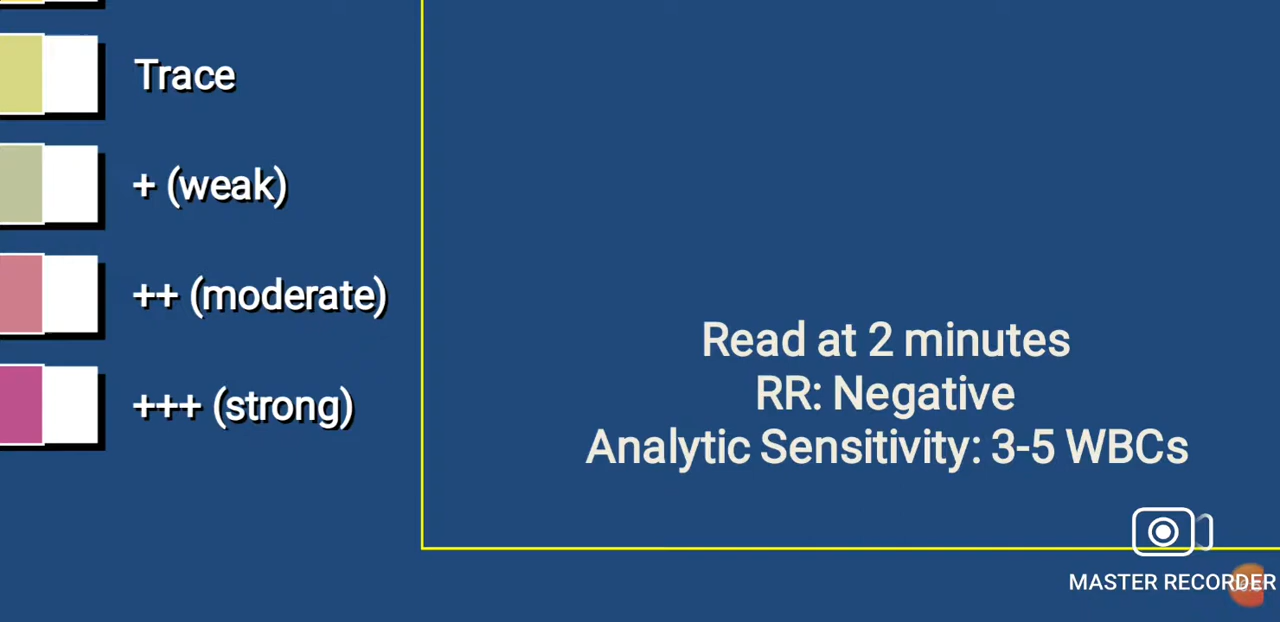 Trace
+ (weak)
++ (moderate)
+++ (strong)
Read at 2 minutes
RR: Negative
Analytic Sensitivity: 3-5 WBCs
MASTER RECORDER